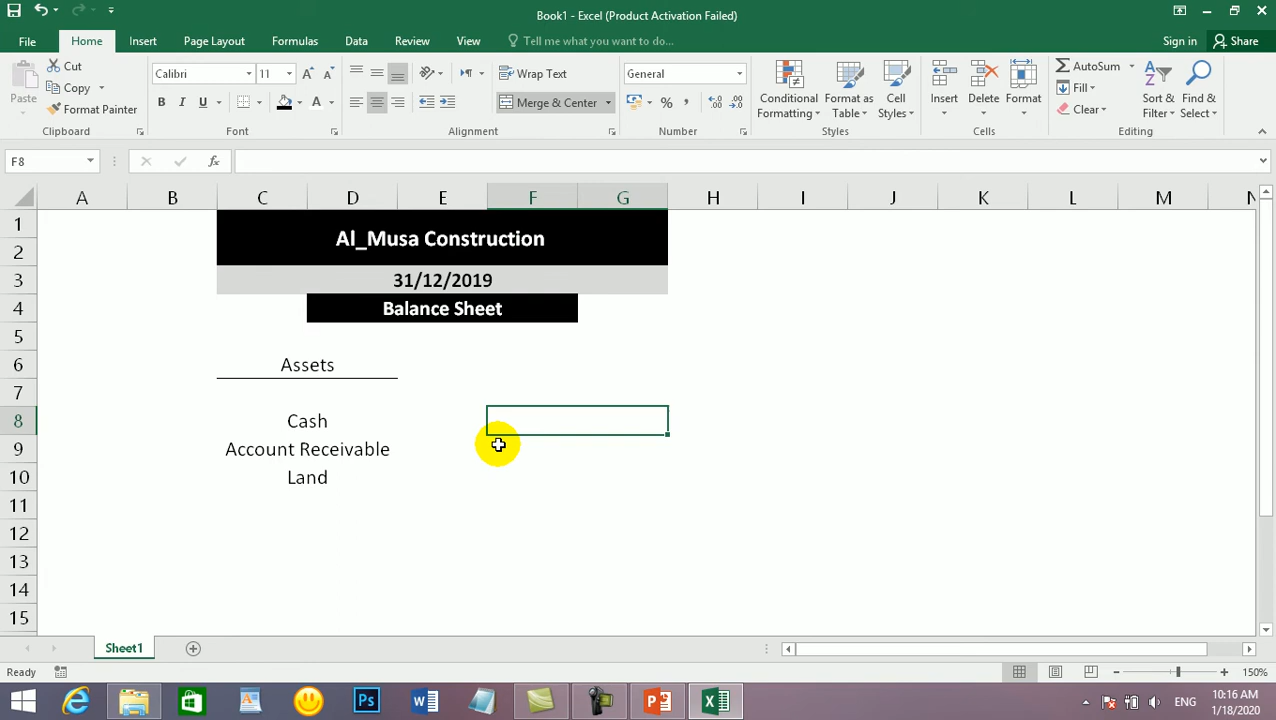 Book1 - Excel (Product Activation Failed)
File Home Insert Page Layout Formulas Data Review View Tell me what you want to do... Sign in Share
Cut
Copy
Format Painter
Paste
Clipboard
Calibri 11
B I U A A A
Font
Wrap Text
Merge & Center
Alignment
General
% ,
Number
Conditional Formatting
Format as Table
Cell Styles
Styles
Insert Delete Format
Cells
AutoSum
Fill
Clear
Sort & Filter
Find & Select
Editing
F8 fx
A B C D E F G H I J K L M N
1 Al_Musa Construction
2
3 31/12/2019
4 Balance Sheet
5
6 Assets
7
8 Cash
9 Account Receivable
10 Land
11
12
13
14
15
Sheet1
Ready 150%
ENG 10:16 AM
1/18/2020